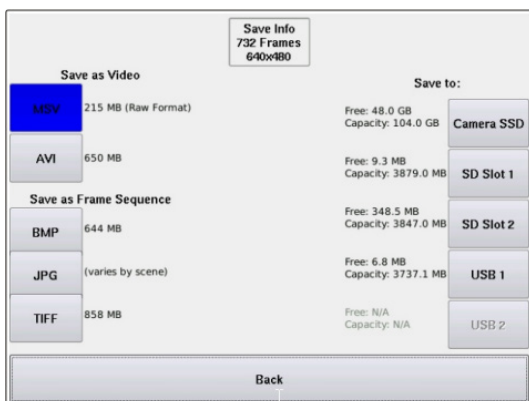 Save Info
732 Frames
640x480
Save as Video
MSV
215 MB (Raw Format)
AVI
650 MB
Save as Frame Sequence
BMP
644 MB
JPG
(varies by scene)
TIFF
858 MB
Save to:
Free: 48.0 GB
Capacity: 104.0 GB
Camera SSD
Free: 9.3 MB
Capacity: 3879.0 MB
SD Slot 1
Free: 348.5 MB
Capacity: 3847.0 MB
SD Slot 2
Free: 6.8 MB
Capacity: 3737.1 MB
USB 1
Free: N/A
Capacity: N/A
USB 2
Back